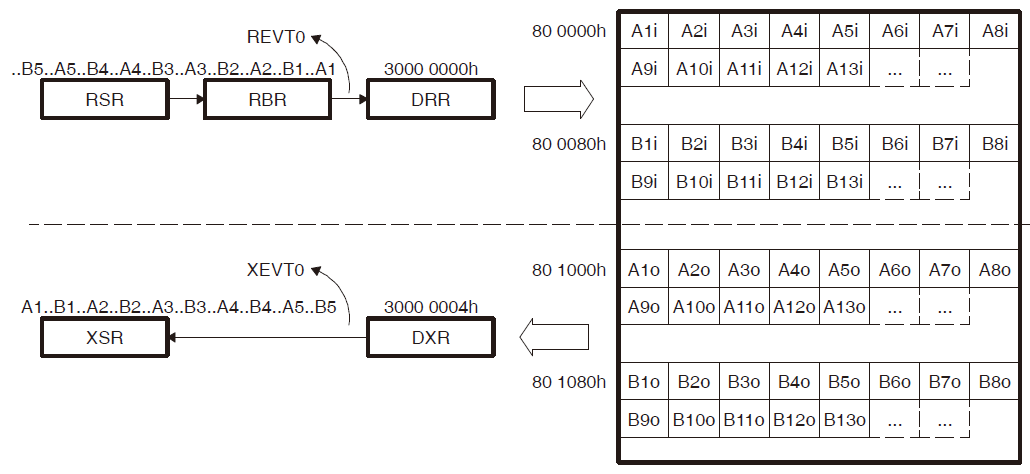 REVT0
..B5..A5..B4..A4..B3..A3..B2..A2..B1..A1
3000 0000h
RSR RBR DRR
80 0000h A1i A2i A3i A4i A5i A6i A7i A8i
A9i A10i A11i A12i A13i ... ...
80 0080h B1i B2i B3i B4i B5i B6i B7i B8i
B9i B10i B11i B12i B13i ... ...
XEVT0
A1..B1..A2..B2..A3..B3..A4..B4..A5..B5
3000 0004h
XSR DXR
80 1000h A1o A2o A3o A4o A5o A6o A7o A8o
A9o A10o A11o A12o A13o ... ...
80 1080h B1o B2o B3o B4o B5o B6o B7o B8o
B9o B10o B11o B12o B13o ... ...